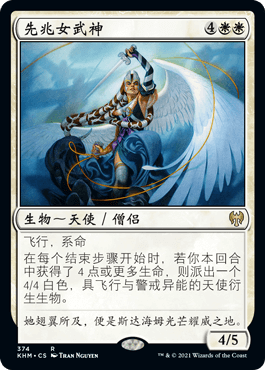 先兆女武神 4
生物～天使／僧侣
飞行，系命
在每个结束步骤开始时，若你本回合
中获得了4点或更多生命，则派出一个
4/4白色，具飞行与警戒异能的天使衍
生生物。
她翅翼所及，便是斯达海姆光芒耀威之地。
4/5
374 R
KHM • CS TRAN NGUYEN
™ & © 2021 Wizards of the Coast